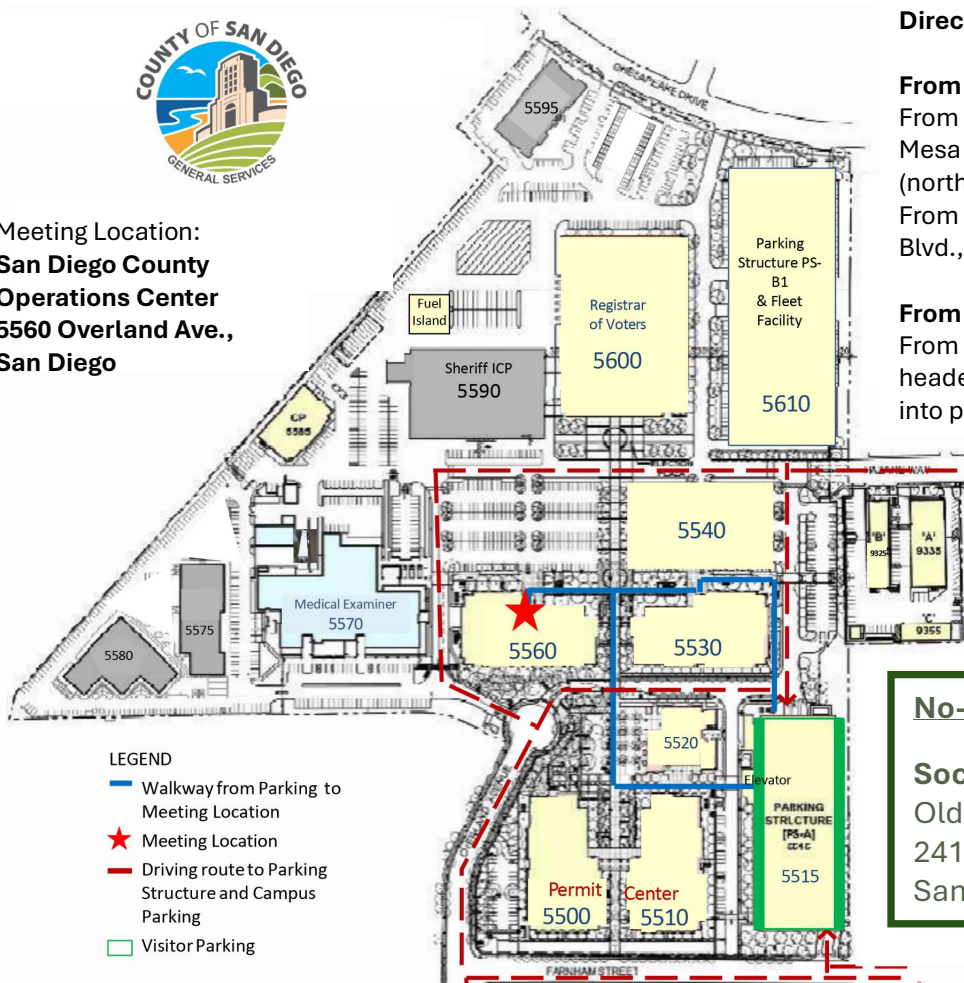 COUNTY OF SAN DIEGO
GENERAL SERVICES
Meeting Location:
San Diego County
Operations Center
5560 Overland Ave.,
San Diego
Direc
From
From
Mesa
(north
From
Blvd.,
From
From
heade
into p
CHESAPEAKE DRIVE
5595
Parking
Structure PS-
B1
& Fleet
Facility
5610
Registrar
of Voters
5600
Fuel
Island
Sheriff ICP
5590
CP
5585
5540
'B'
9325
'A'
9335
'C'
9355
Medical Examiner
5570
5575
5580
5560
5530
5520
Elevator
PARKING
STRUCTURE
[PS-A]
5515
Permit Center
5500
5510
FARNHAM STREET
LEGEND
Walkway from Parking to
Meeting Location
Meeting Location
Driving route to Parking
Structure and Campus
Parking
Visitor Parking
No-
Soc
Old
241
San